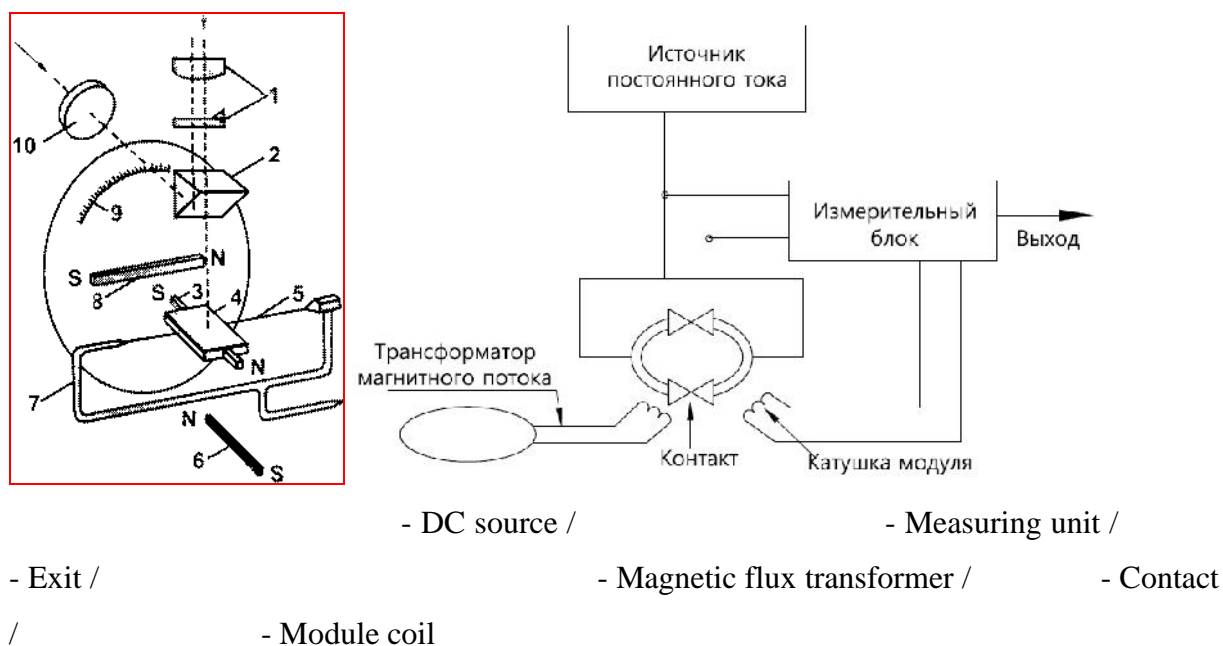 1
10
2
9
N
S
8
S
3
4
5
N
7
N
6
S
Источник
постоянного тока
Измерительный
блок
Выход
Трансформатор
магнитного потока
Контакт
Катушка модуля
- DC source / - Measuring unit /
- Exit / - Magnetic flux transformer / - Contact
/ - Module coil